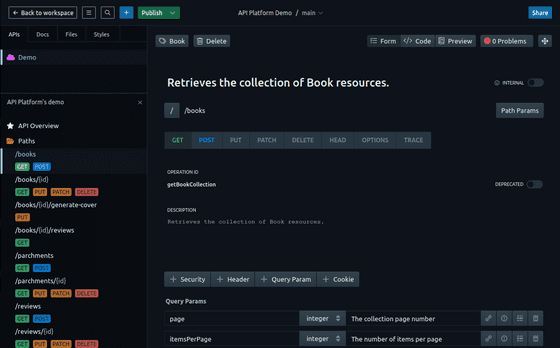 Back to workspace
Publish
API Platform Demo / main
Share
APIs Docs Files Styles
Book Delete
Form Code Preview 0 Problems
Demo
Retrieves the collection of Book resources.
INTERNAL
API Platform's demo
/ /books
Path Params
API Overview
Paths
GET POST PUT PATCH DELETE HEAD OPTIONS TRACE
/books
GET POST
/books/{id}
GET PUT PATCH DELETE
/books/{id}/generate-cover
PUT
/books/{id}/reviews
GET
/parchments
GET POST
/parchments/{id}
GET PUT PATCH DELETE
/reviews
GET POST
/reviews/{id}
GET PUT PATCH DELETE
OPERATION ID
getBookCollection
DEPRECATED
DESCRIPTION
Retrieves the collection of Book resources.
Security Header Query Param Cookie
Query Params
page integer The collection page number
itemsPerPage integer The number of items per page